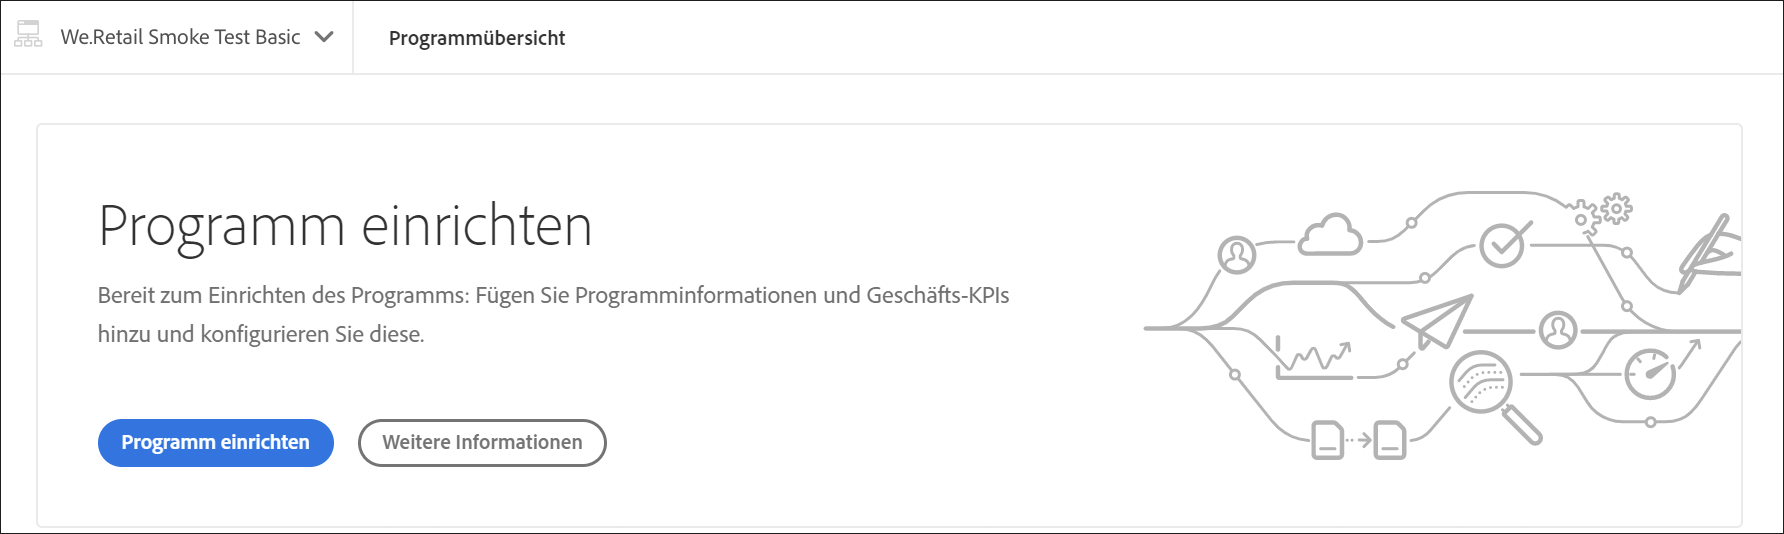 We.Retail Smoke Test Basic
Programmübersicht
Programm einrichten
Bereit zum Einrichten des Programms: Fügen Sie Programminformationen und Geschäfts-KPIs
hinzu und konfigurieren Sie diese.
Programm einrichten
Weitere Informationen